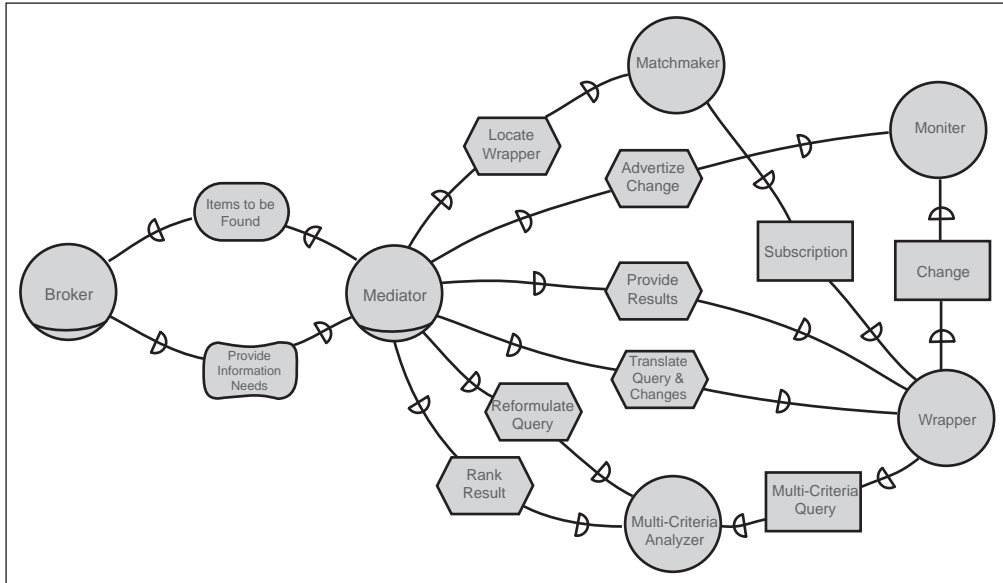 Matchmaker
Moniter
Locate
Wrapper
Advertize
Change
Items to be
Found
Subscription
Change
Broker
Mediator
Provide
Results
Provide
Information
Needs
Translate
Query &
Changes
Reformulate
Query
Wrapper
Rank
Result
Multi-Criteria
Query
Multi-Criteria
Analyzer